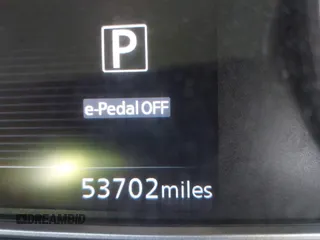 P
e-Pedal OFF
53702miles
DREAMBID